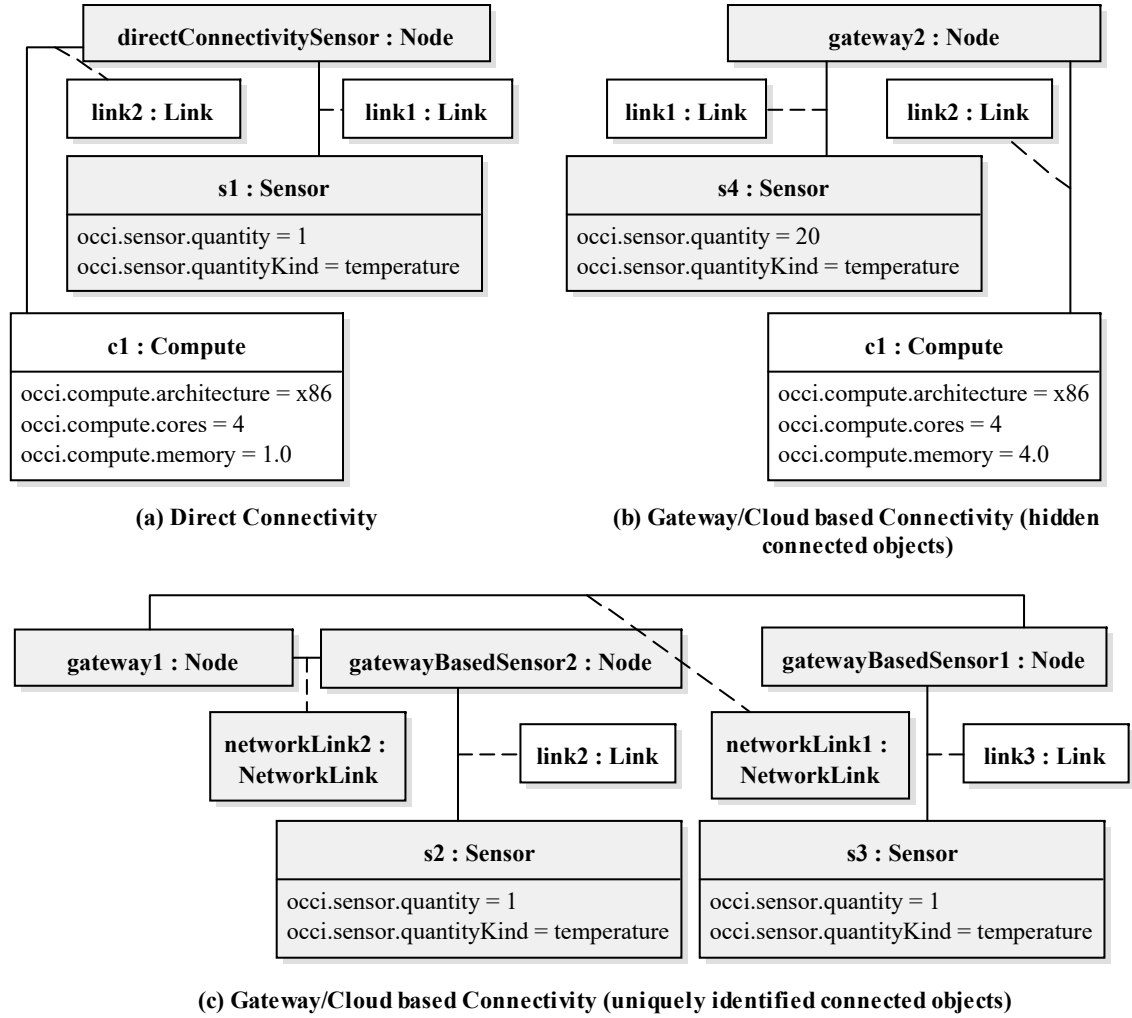 directConnectivitySensor : Node
link2 : Link
link1 : Link
s1 : Sensor
occi.sensor.quantity = 1
occi.sensor.quantityKind = temperature
c1 : Compute
occi.compute.architecture = x86
occi.compute.cores = 4
occi.compute.memory = 1.0
(a) Direct Connectivity
gateway2 : Node
link1 : Link
link2 : Link
s4 : Sensor
occi.sensor.quantity = 20
occi.sensor.quantityKind = temperature
c1 : Compute
occi.compute.architecture = x86
occi.compute.cores = 4
occi.compute.memory = 4.0
(b) Gateway/Cloud based Connectivity (hidden
connected objects)
gateway1 : Node
gatewayBasedSensor2 : Node
gatewayBasedSensor1 : Node
networkLink2 :
NetworkLink
link2 : Link
networkLink1 :
NetworkLink
link3 : Link
s2 : Sensor
occi.sensor.quantity = 1
occi.sensor.quantityKind = temperature
s3 : Sensor
occi.sensor.quantity = 1
occi.sensor.quantityKind = temperature
(c) Gateway/Cloud based Connectivity (uniquely identified connected objects)